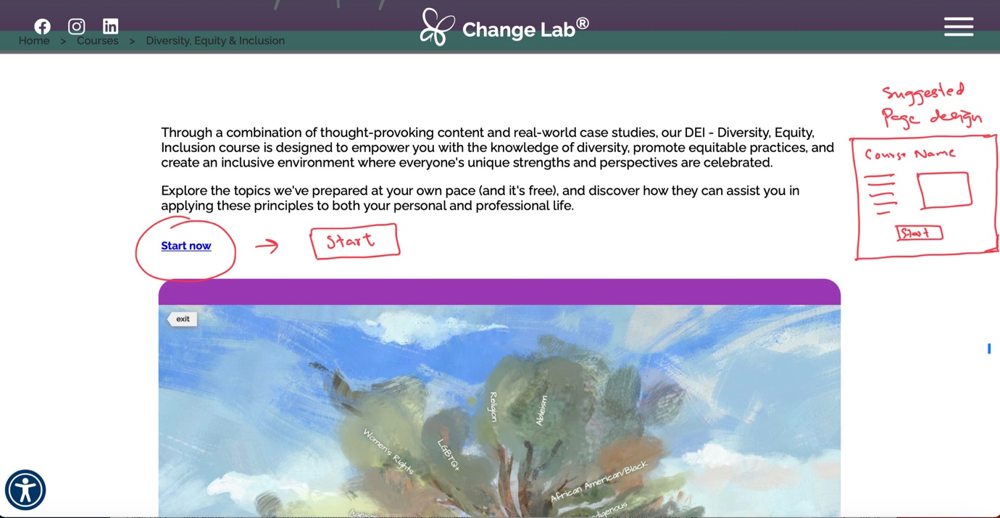 Change Lab®
Home > Courses > Diversity, Equity & Inclusion
Suggested
Page design
Through a combination of thought-provoking content and real-world case studies, our DEI - Diversity, Equity,
Inclusion course is designed to empower you with the knowledge of diversity, promote equitable practices, and
create an inclusive environment where everyone's unique strengths and perspectives are celebrated.
Course Name
Start
Explore the topics we've prepared at your own pace (and it's free), and discover how they can assist you in
applying these principles to both your personal and professional life.
Start now
Start
exit
Religion
Ableism
Women's Rights
LGBTQ+
African American/Black